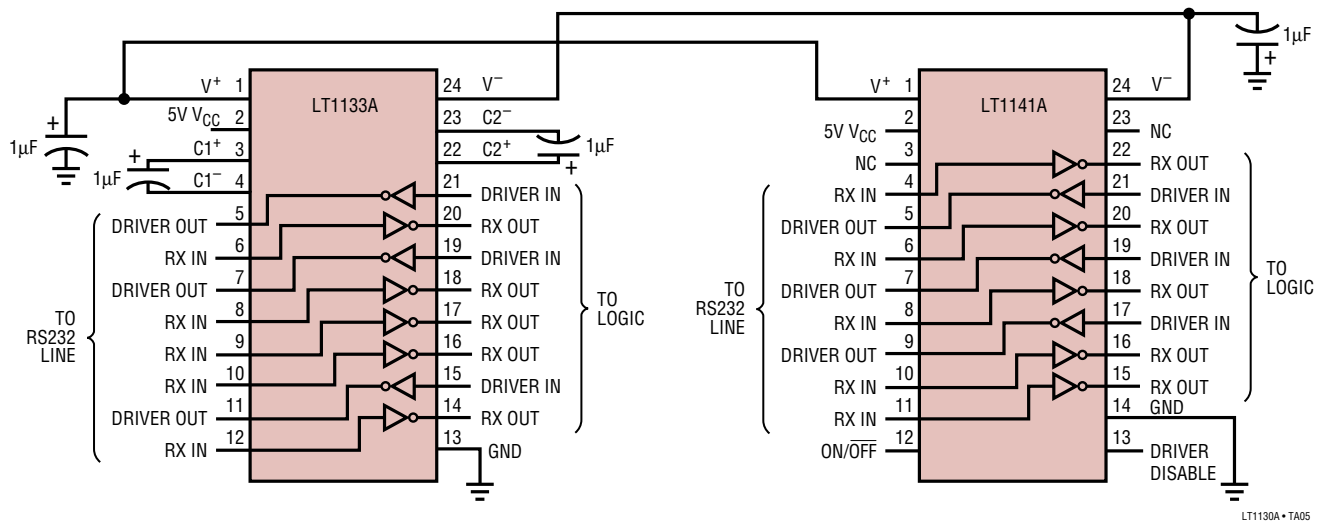 LT1133A
V+ 1
5V VCC 2
C1+ 3
C1− 4
DRIVER OUT 5
RX IN 6
DRIVER OUT 7
RX IN 8
RX IN 9
RX IN 10
DRIVER OUT 11
RX IN 12
24 V−
23 C2−
22 C2+
21 DRIVER IN
20 RX OUT
19 DRIVER IN
18 RX OUT
17 RX OUT
16 RX OUT
15 DRIVER IN
14 RX OUT
13 GND
+
1µF
+
1µF
1µF
+
TO
RS232
LINE
TO
LOGIC
LT1141A
V+ 1
5V VCC 2
NC 3
RX IN 4
DRIVER OUT 5
RX IN 6
DRIVER OUT 7
RX IN 8
DRIVER OUT 9
RX IN 10
RX IN 11
ON/OFF 12
24 V−
23 NC
22 RX OUT
21 DRIVER IN
20 RX OUT
19 DRIVER IN
18 RX OUT
17 DRIVER IN
16 RX OUT
15 RX OUT
14 GND
13 DRIVER
DISABLE
1µF
+
TO
RS232
LINE
TO
LOGIC
LT1130A • TA05